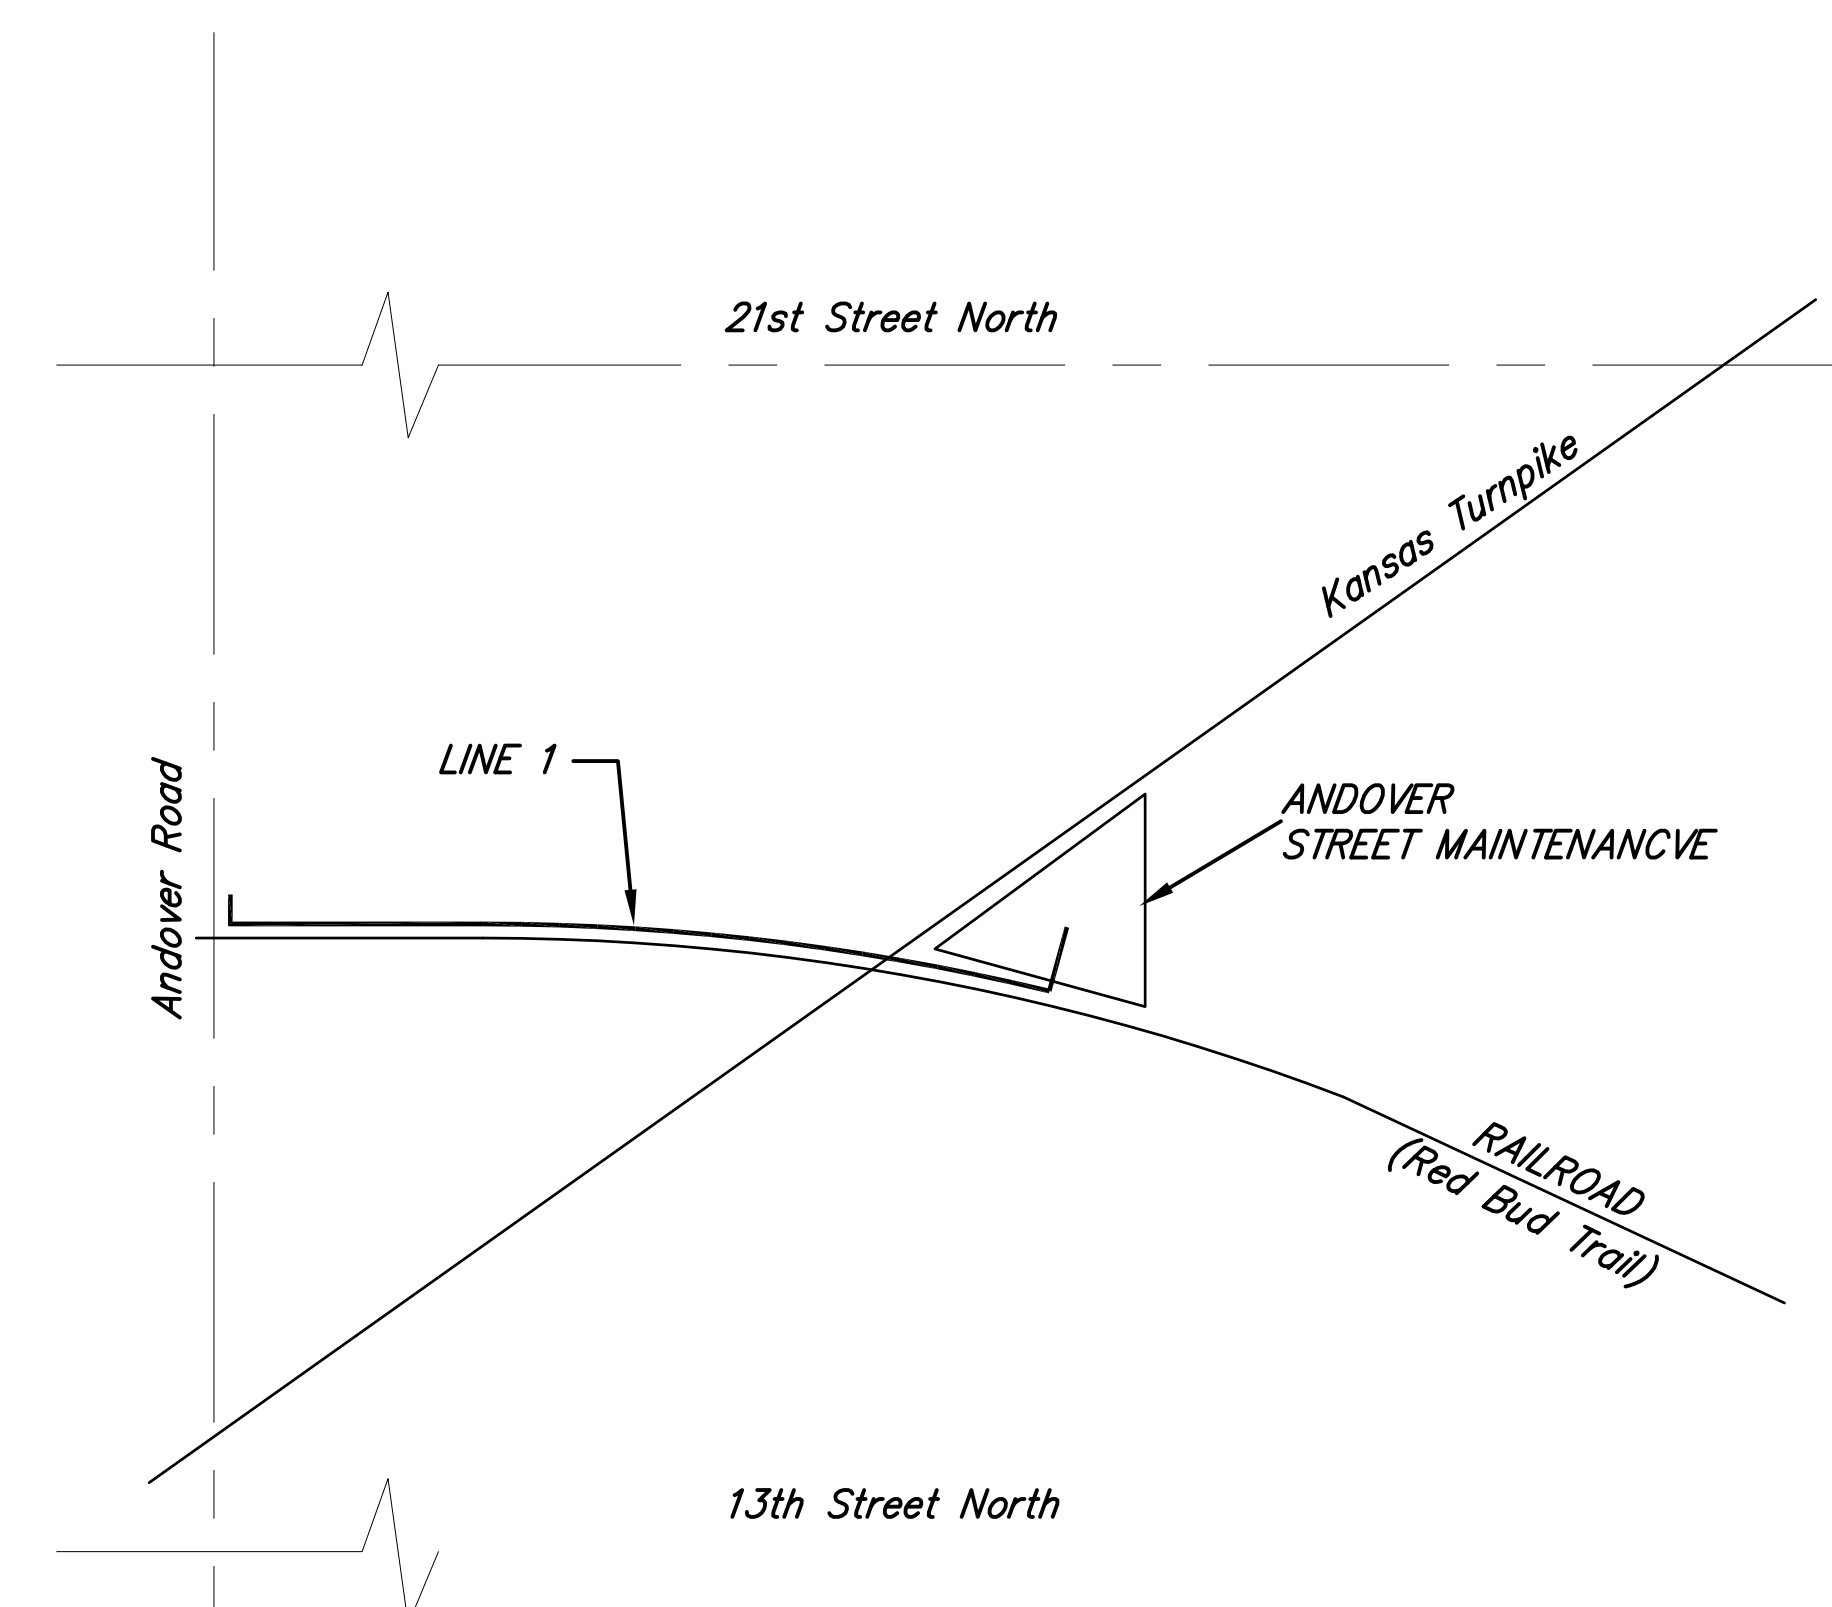 21st Street North
Kansas Turnpike
LINE 1
ANDOVER
STREET MAINTENANCVE
Andover Road
RAILROAD
(Red Bud Trail)
13th Street North